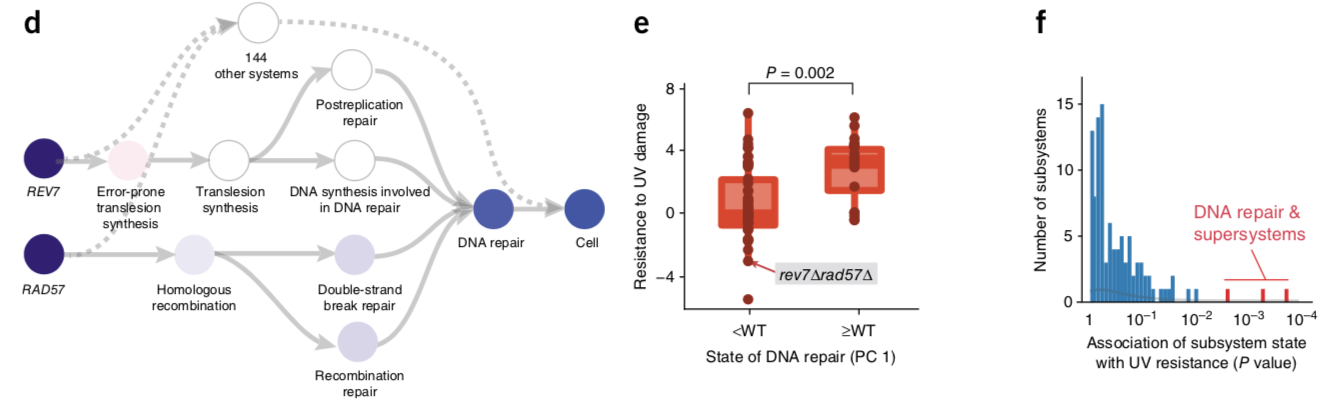 d
144
other systems
Postreplication
repair
REV7
Error-prone
translesion
synthesis
Translesion
synthesis
DNA synthesis involved
in DNA repair
DNA repair
Cell
RAD57
Homologous
recombination
Double-strand
break repair
Recombination
repair
e
P = 0.002
Resistance to UV damage
8
4
0
−4
rev7Δrad57Δ
<WT
≥WT
State of DNA repair (PC 1)
f
Number of subsystems
15
10
5
0
DNA repair &
supersystems
1
10⁻¹
10⁻²
10⁻³
10⁻⁴
Association of subsystem state
with UV resistance (P value)